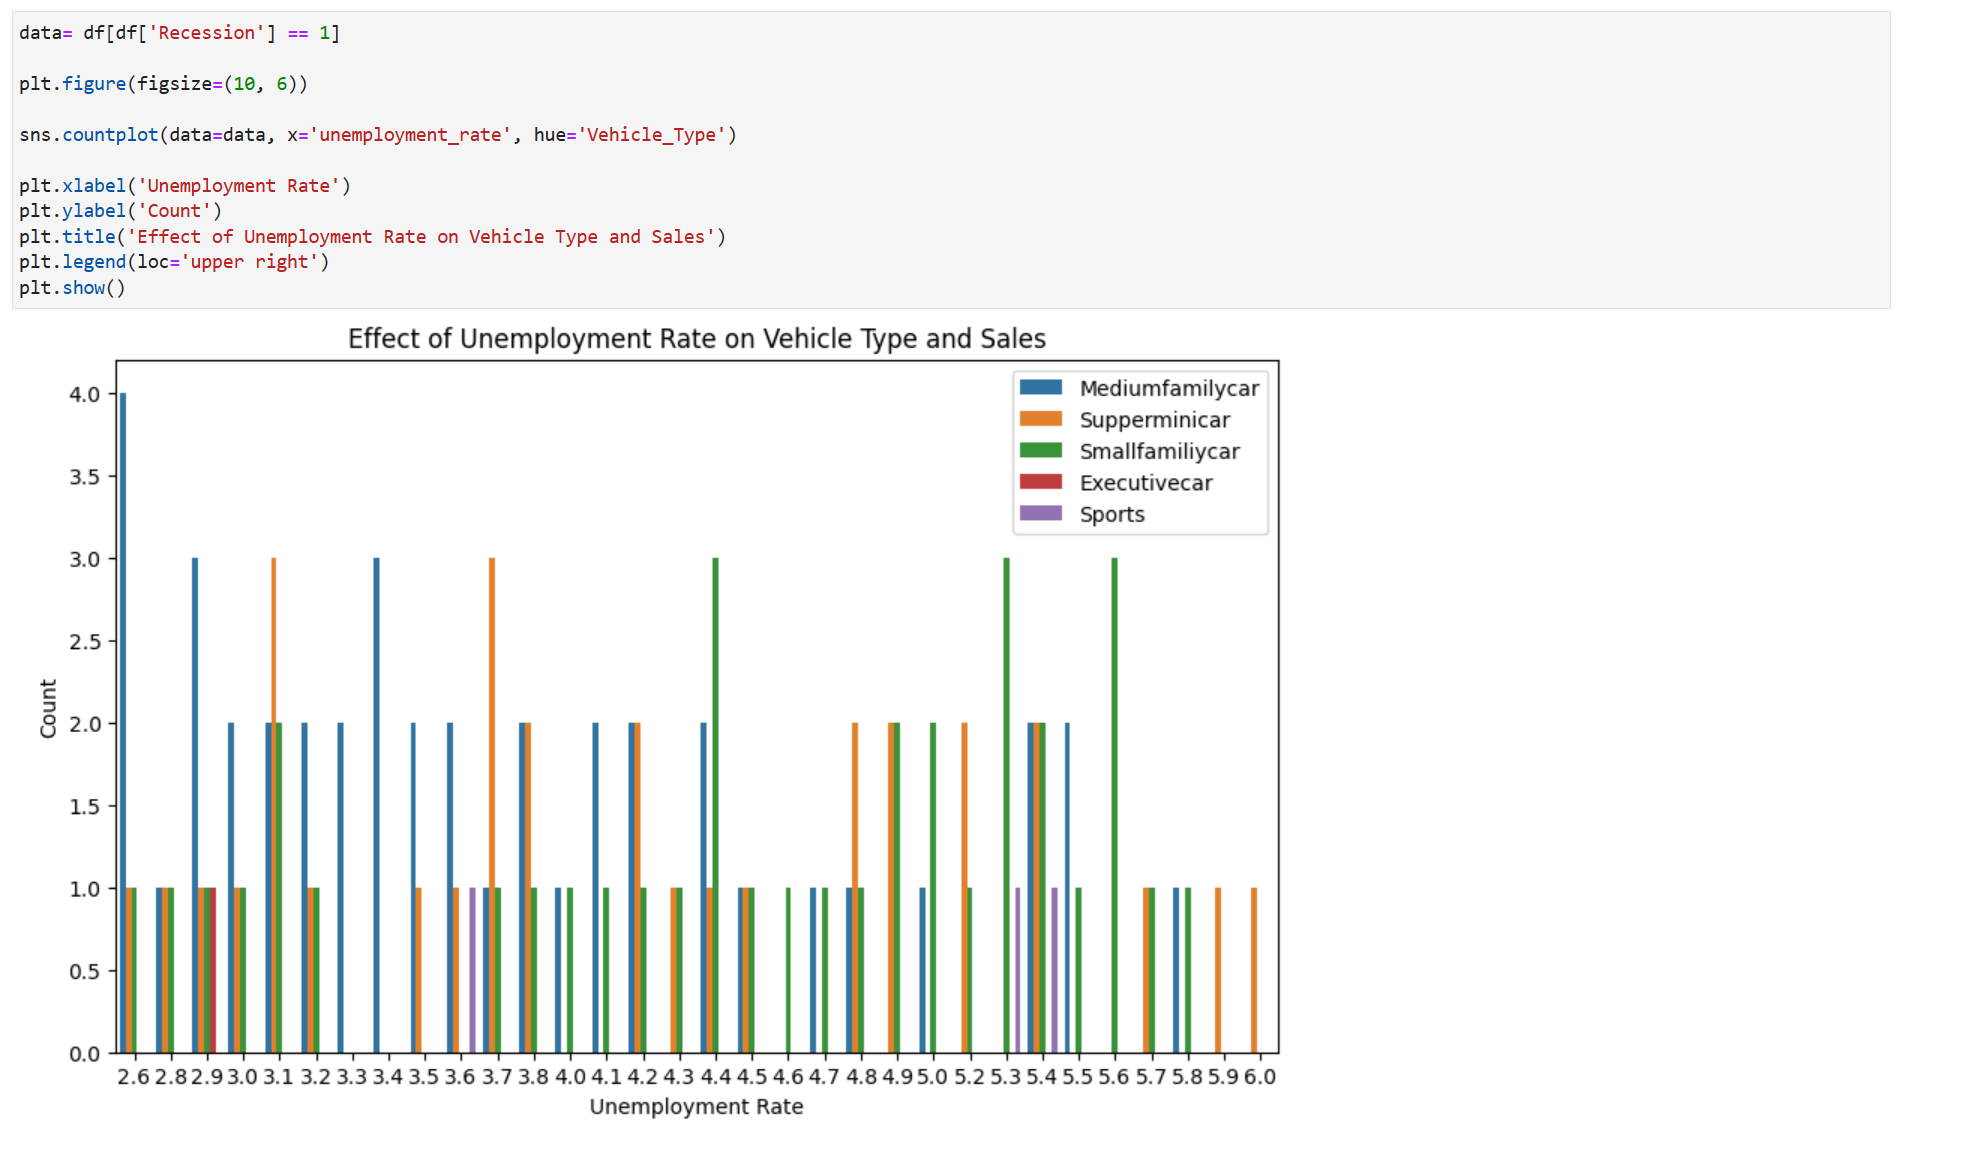 data= df[df['Recession'] == 1]
plt.figure(figsize=(10, 6))
sns.countplot(data=data, x='unemployment_rate', hue='Vehicle_Type')
plt.xlabel('Unemployment Rate')
plt.ylabel('Count')
plt.title('Effect of Unemployment Rate on Vehicle Type and Sales')
plt.legend(loc='upper right')
plt.show()
Effect of Unemployment Rate on Vehicle Type and Sales
Mediumfamilycar
Supperminicar
Smallfamiliycar
Executivecar
Sports
4.0
3.5
3.0
2.5
2.0
1.5
1.0
0.5
0.0
Count
2.6 2.8 2.9 3.0 3.1 3.2 3.3 3.4 3.5 3.6 3.7 3.8 4.0 4.1 4.2 4.3 4.4 4.5 4.6 4.7 4.8 4.9 5.0 5.2 5.3 5.4 5.5 5.6 5.7 5.8 5.9 6.0
Unemployment Rate